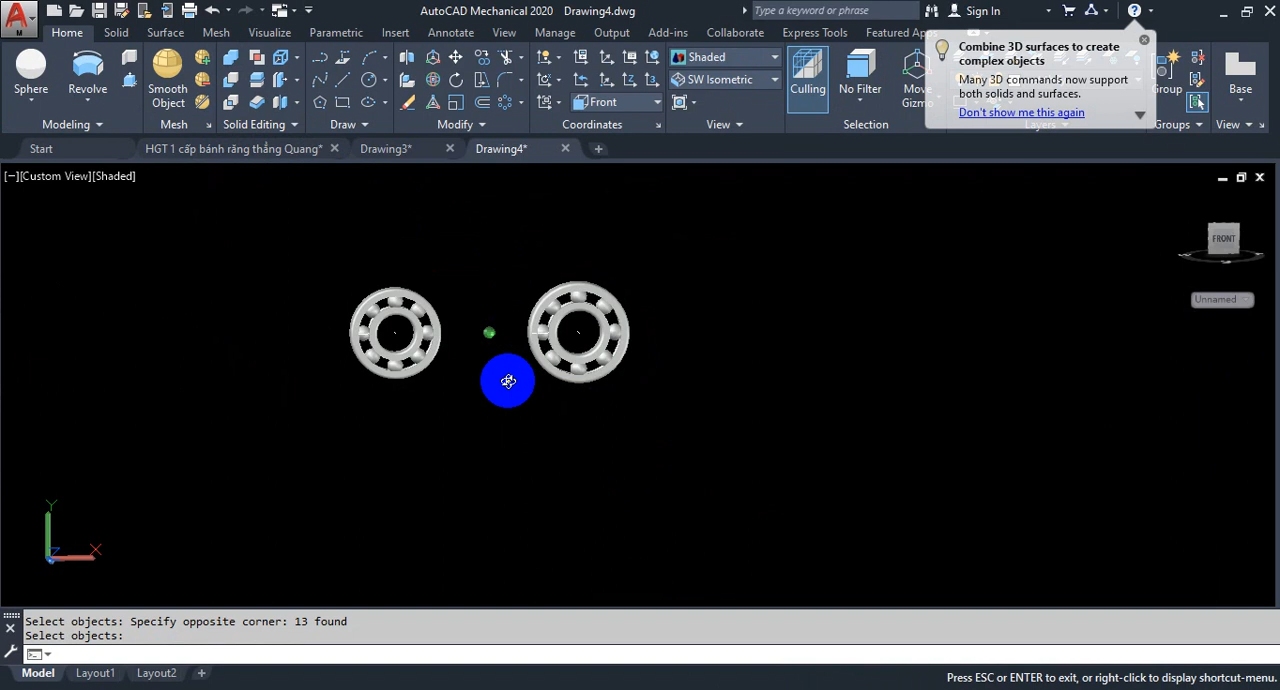 AutoCAD Mechanical 2020 Drawing4.dwg
Type a keyword or phrase
Sign In
Home Solid Surface Mesh Visualize Parametric Insert Annotate View Manage Output Add-ins Collaborate Express Tools Featured Apps
Sphere
Revolve
Smooth
Object
Shaded
SW Isometric
Front
Culling
No Filter
Move
Gizmo
Group
Base
Modeling
Mesh
Solid Editing
Draw
Modify
Coordinates
View
Selection
Layers
Groups
View
Combine 3D surfaces to create
complex objects
Many 3D commands now support
both solids and surfaces.
Don't show me this again
Start
HGT 1 cấp bánh răng thẳng Quang*
Drawing3*
Drawing4*
[−][Custom View][Shaded]
FRONT
Unnamed
Y
Z
X
Select objects: Specify opposite corner: 13 found
Select objects:
Model Layout1 Layout2
Press ESC or ENTER to exit, or right-click to display shortcut-menu.